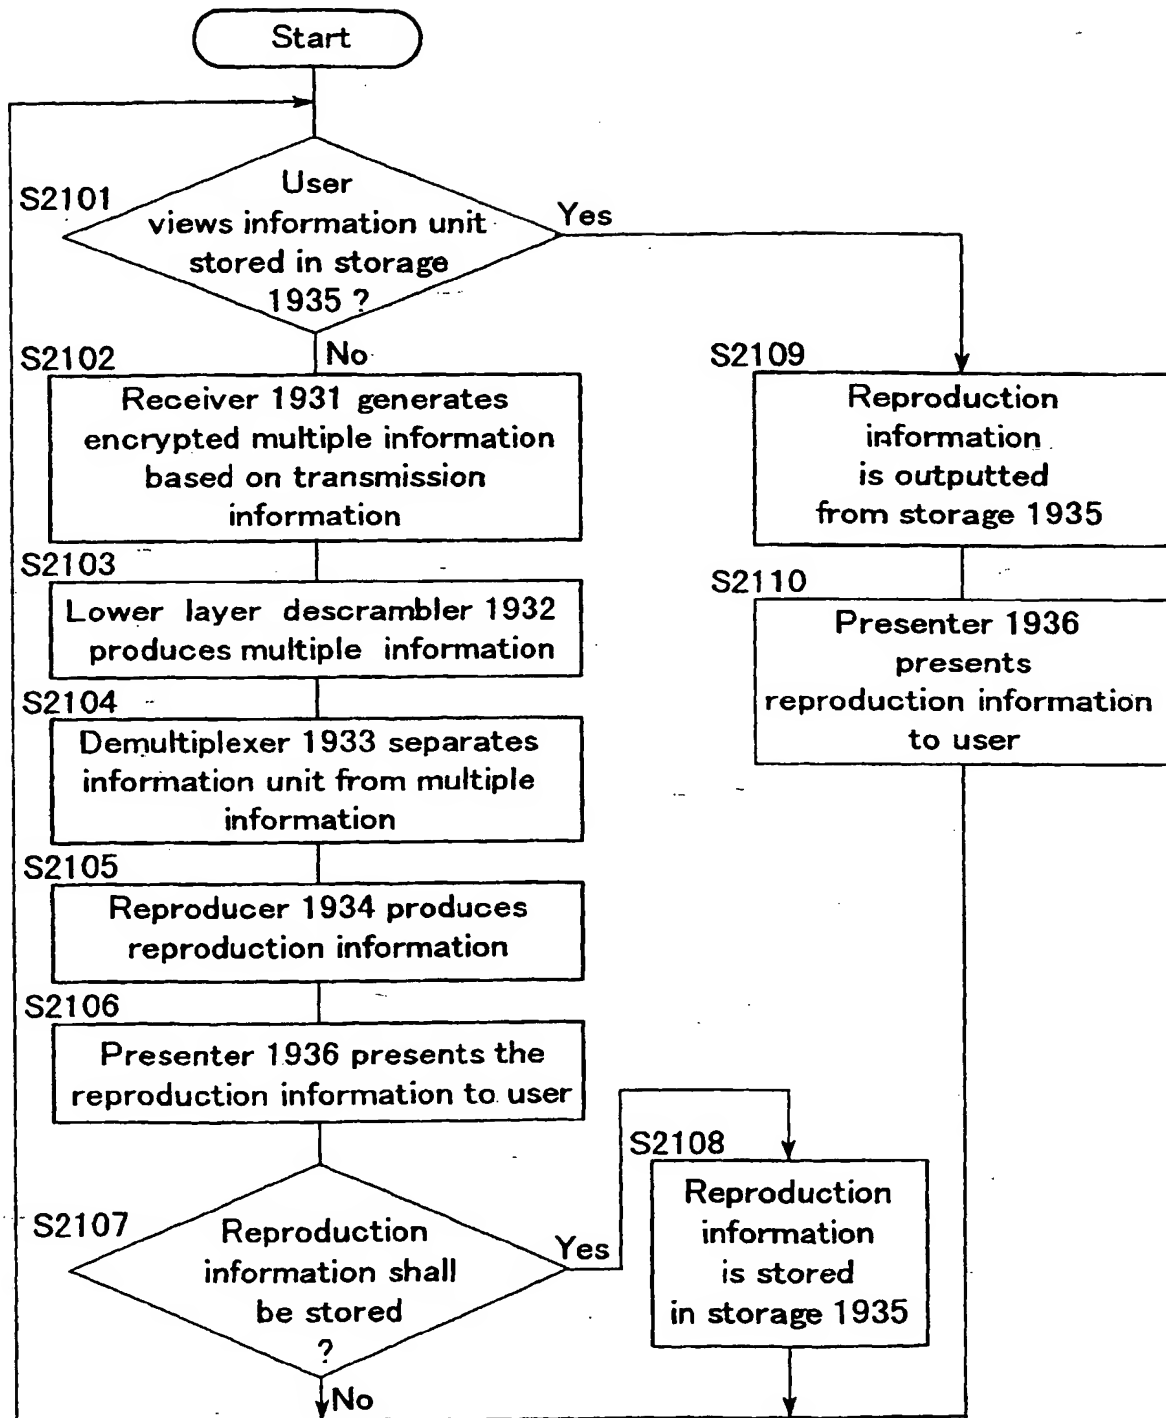 Start
S2101
User
views information unit
stored in storage
1935 ?
Yes
No
S2102
Receiver 1931 generates
encrypted multiple information
based on transmission
information
S2103
Lower layer descrambler 1932
produces multiple information
S2104
Demultiplexer 1933 separates
information unit from multiple
information
S2105
Reproducer 1934 produces
reproduction information
S2106
Presenter 1936 presents the
reproduction information to user
S2107
Reproduction
information shall
be stored
?
Yes
No
S2108
Reproduction
information
is stored
in storage 1935
S2109
Reproduction
information
is outputted
from storage 1935
S2110
Presenter 1936
presents
reproduction information
to user